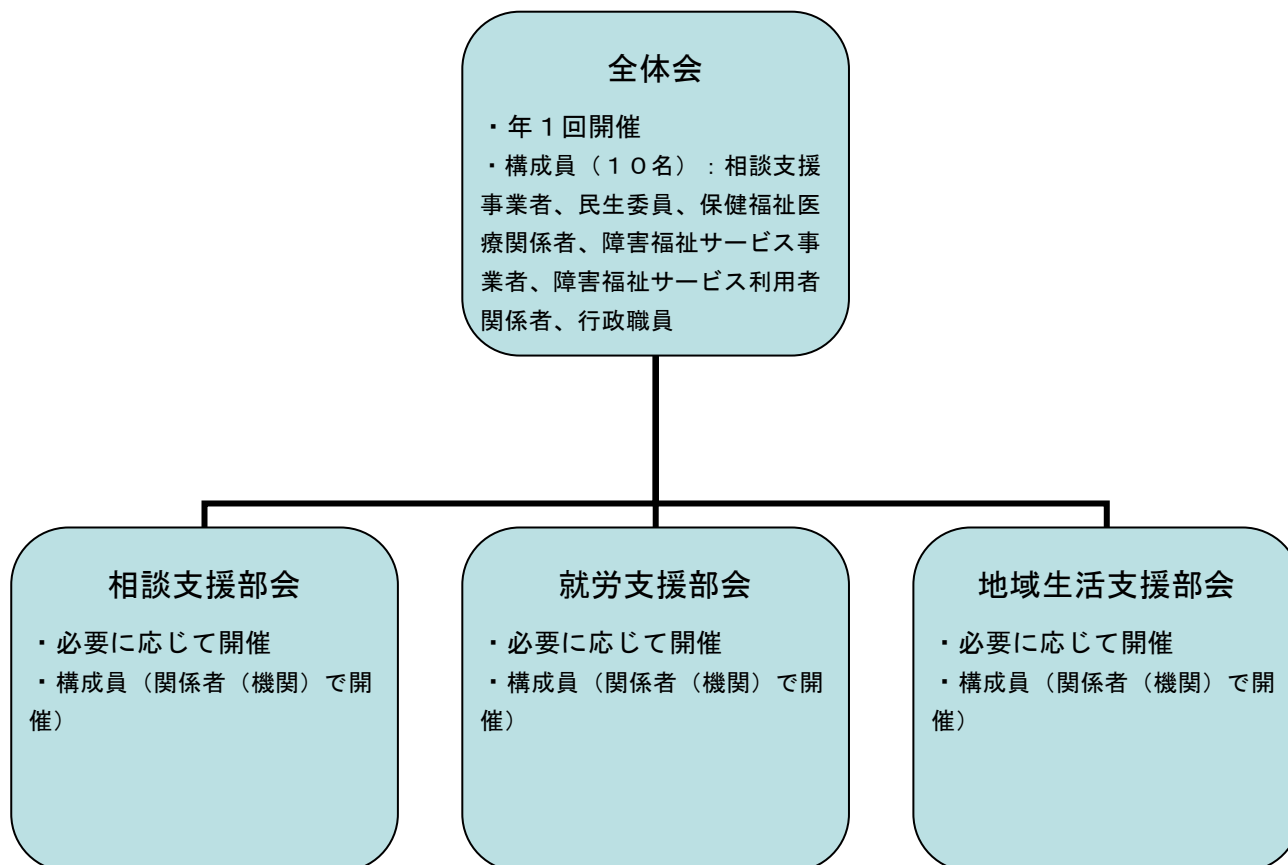 全体会
・年１回開催
・構成員（１０名）：相談支援
事業者、民生委員、保健福祉医
療関係者、障害福祉サービス事
業者、障害福祉サービス利用者
関係者、行政職員
相談支援部会
・必要に応じて開催
・構成員（関係者（機関）で開
催）
就労支援部会
・必要に応じて開催
・構成員（関係者（機関）で開
催）
地域生活支援部会
・必要に応じて開催
・構成員（関係者（機関）で開
催）